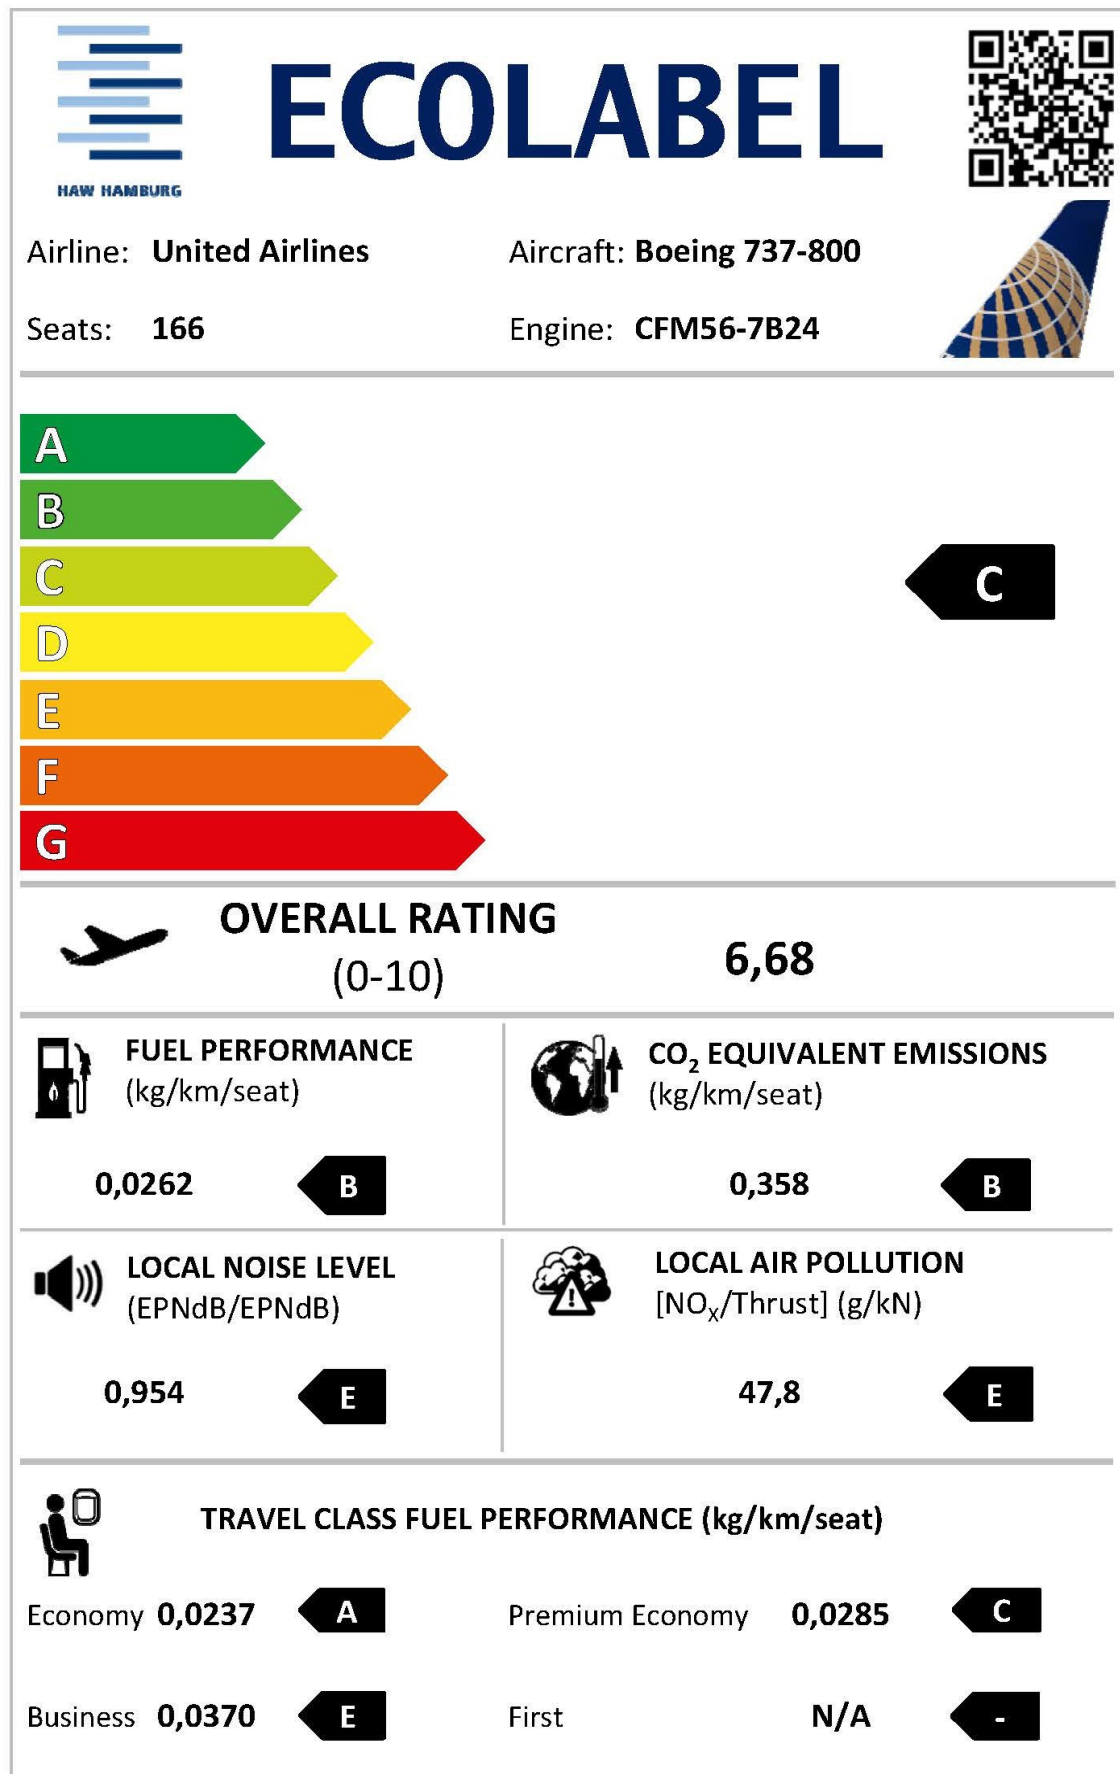 HAW HAMBURG
ECOLABEL
Airline: United Airlines
Aircraft: Boeing 737-800
Seats: 166
Engine: CFM56-7B24
A
B
C
C
D
E
F
G
OVERALL RATING
(0-10)
6,68
FUEL PERFORMANCE
(kg/km/seat)
0,0262
B
CO₂ EQUIVALENT EMISSIONS
(kg/km/seat)
0,358
B
LOCAL NOISE LEVEL
(EPNdB/EPNdB)
0,954
E
LOCAL AIR POLLUTION
[NOₓ/Thrust] (g/kN)
47,8
E
TRAVEL CLASS FUEL PERFORMANCE (kg/km/seat)
Economy 0,0237 A
Premium Economy 0,0285 C
Business 0,0370 E
First N/A -